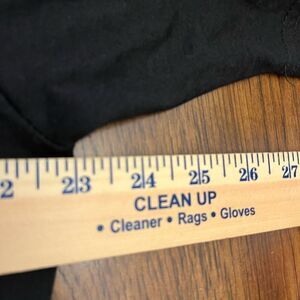 2 23 24 25 26 27
CLEAN UP
• Cleaner • Rags • Gloves